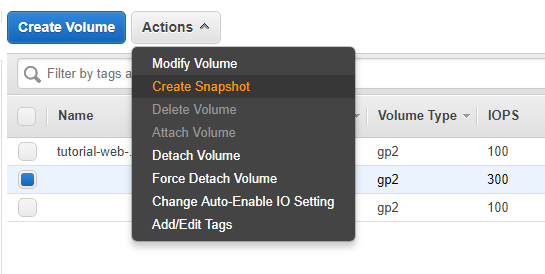 Create Volume Actions
Modify Volume
Filter by tags a
Create Snapshot
Delete Volume
Attach Volume
Detach Volume
Force Detach Volume
Change Auto-Enable IO Setting
Add/Edit Tags
Name Volume Type IOPS
tutorial-web- gp2 100
gp2 300
gp2 100